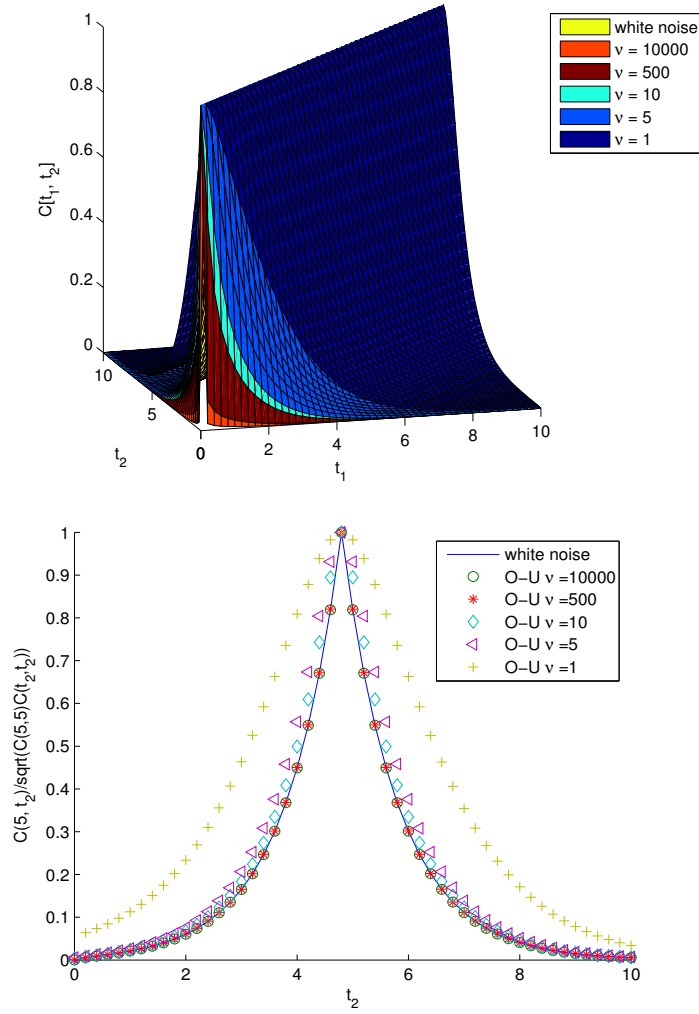 1
0.8
0.6
0.4
0.2
0
C[t₁, t₂]
10
5
0
t₂
0
2
4
6
8
10
t₁
white noise
ν = 10000
ν = 500
ν = 10
ν = 5
ν = 1
1
0.9
0.8
0.7
0.6
0.5
0.4
0.3
0.2
0.1
0
C(5, t₂)/sqrt(C(5,5)C(t₂,t₂))
0
2
4
6
8
10
t₂
white noise
O−U ν =10000
O−U ν =500
O−U ν =10
O−U ν =5
O−U ν =1